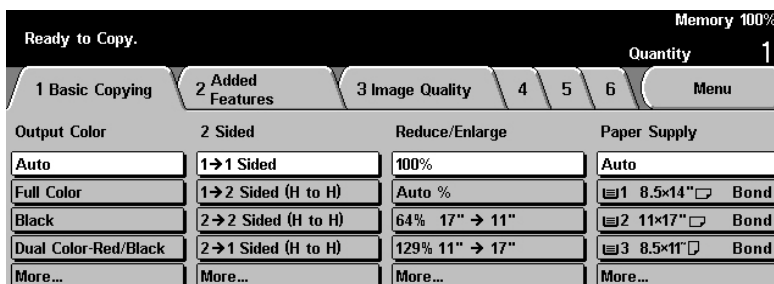 Memory 100%
Ready to Copy.
Quantity 1
1 Basic Copying
2 Added Features
3 Image Quality
4
5
6
Menu
Output Color
Auto
Full Color
Black
Dual Color-Red/Black
More...
2 Sided
1→1 Sided
1→2 Sided (H to H)
2→2 Sided (H to H)
2→1 Sided (H to H)
More...
Reduce/Enlarge
100%
Auto %
64% 17" → 11"
129% 11" → 17"
More...
Paper Supply
Auto
1 8.5×14" Bond
2 11×17" Bond
3 8.5×11" Bond
More...